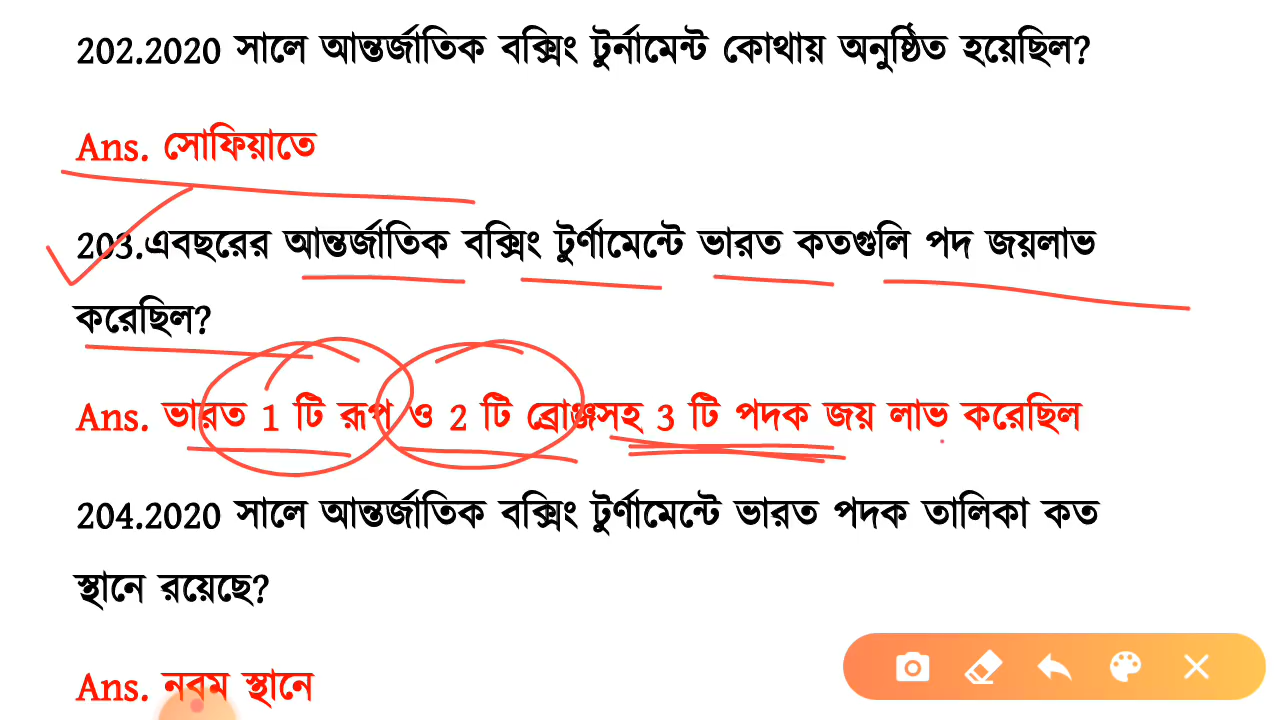 202.2020 সালে আন্তর্জাতিক বক্সিং টুর্নামেন্ট কোথায় অনুষ্ঠিত হয়েছিল?
Ans. সোফিয়াতে
203.এবছরের আন্তর্জাতিক বক্সিং টুর্ণামেন্টে ভারত কতগুলি পদ জয়লাভ
করেছিল?
Ans. ভারত 1 টি রূপ ও 2 টি ব্রোঞ্জসহ 3 টি পদক জয় লাভ করেছিল
204.2020 সালে আন্তর্জাতিক বক্সিং টুর্ণামেন্টে ভারত পদক তালিকা কত
স্থানে রয়েছে?
Ans. নবম স্থানে